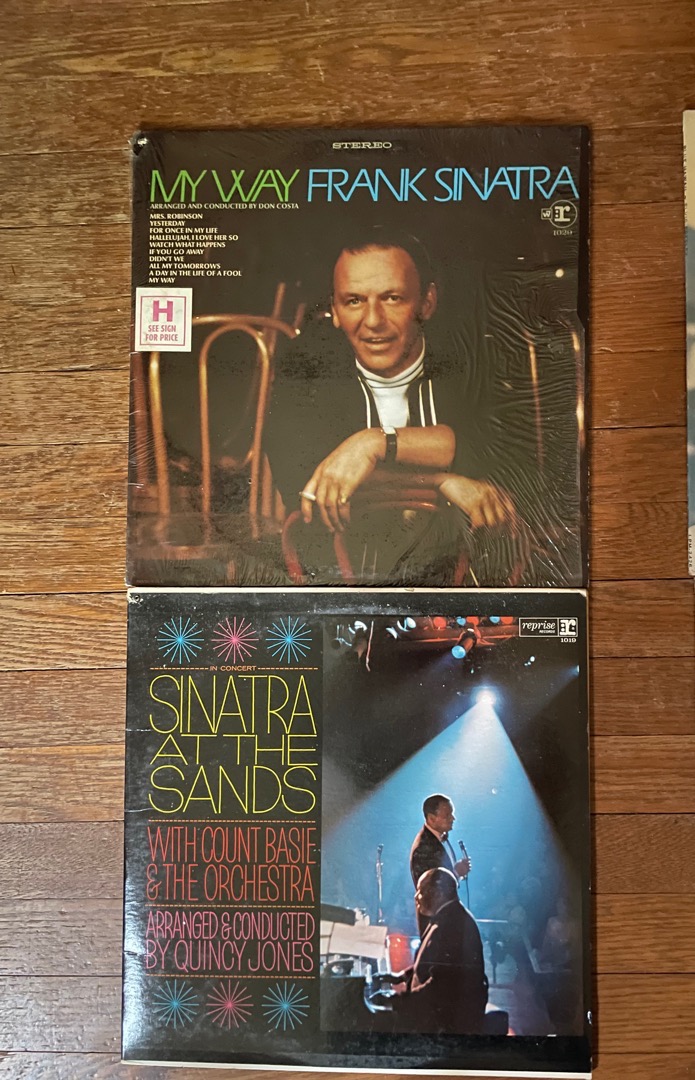 STEREO
MY WAY FRANK SINATRA
ARRANGED AND CONDUCTED BY DON COSTA
MRS. ROBINSON
YESTERDAY
FOR ONCE IN MY LIFE
HALLELUJAH, I LOVE HER SO
WATCH WHAT HAPPENS
IF YOU GO AWAY
DIDN'T WE
ALL MY TOMORROWS
A DAY IN THE LIFE OF A FOOL
MY WAY
W7 r:
1029
H
SEE SIGN
FOR PRICE
reprise
RECORDS
1019
IN CONCERT
SINATRA
AT THE
SANDS
WITH COUNT BASIE
& THE ORCHESTRA
ARRANGED & CONDUCTED
BY QUINCY JONES